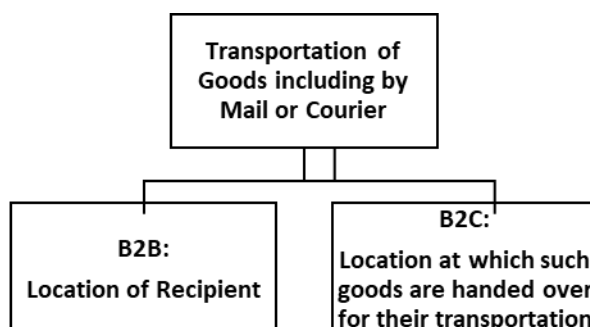 Transportation of
Goods including by
Mail or Courier
B2B:
Location of Recipient
B2C:
Location at which such
goods are handed over
for their transportation